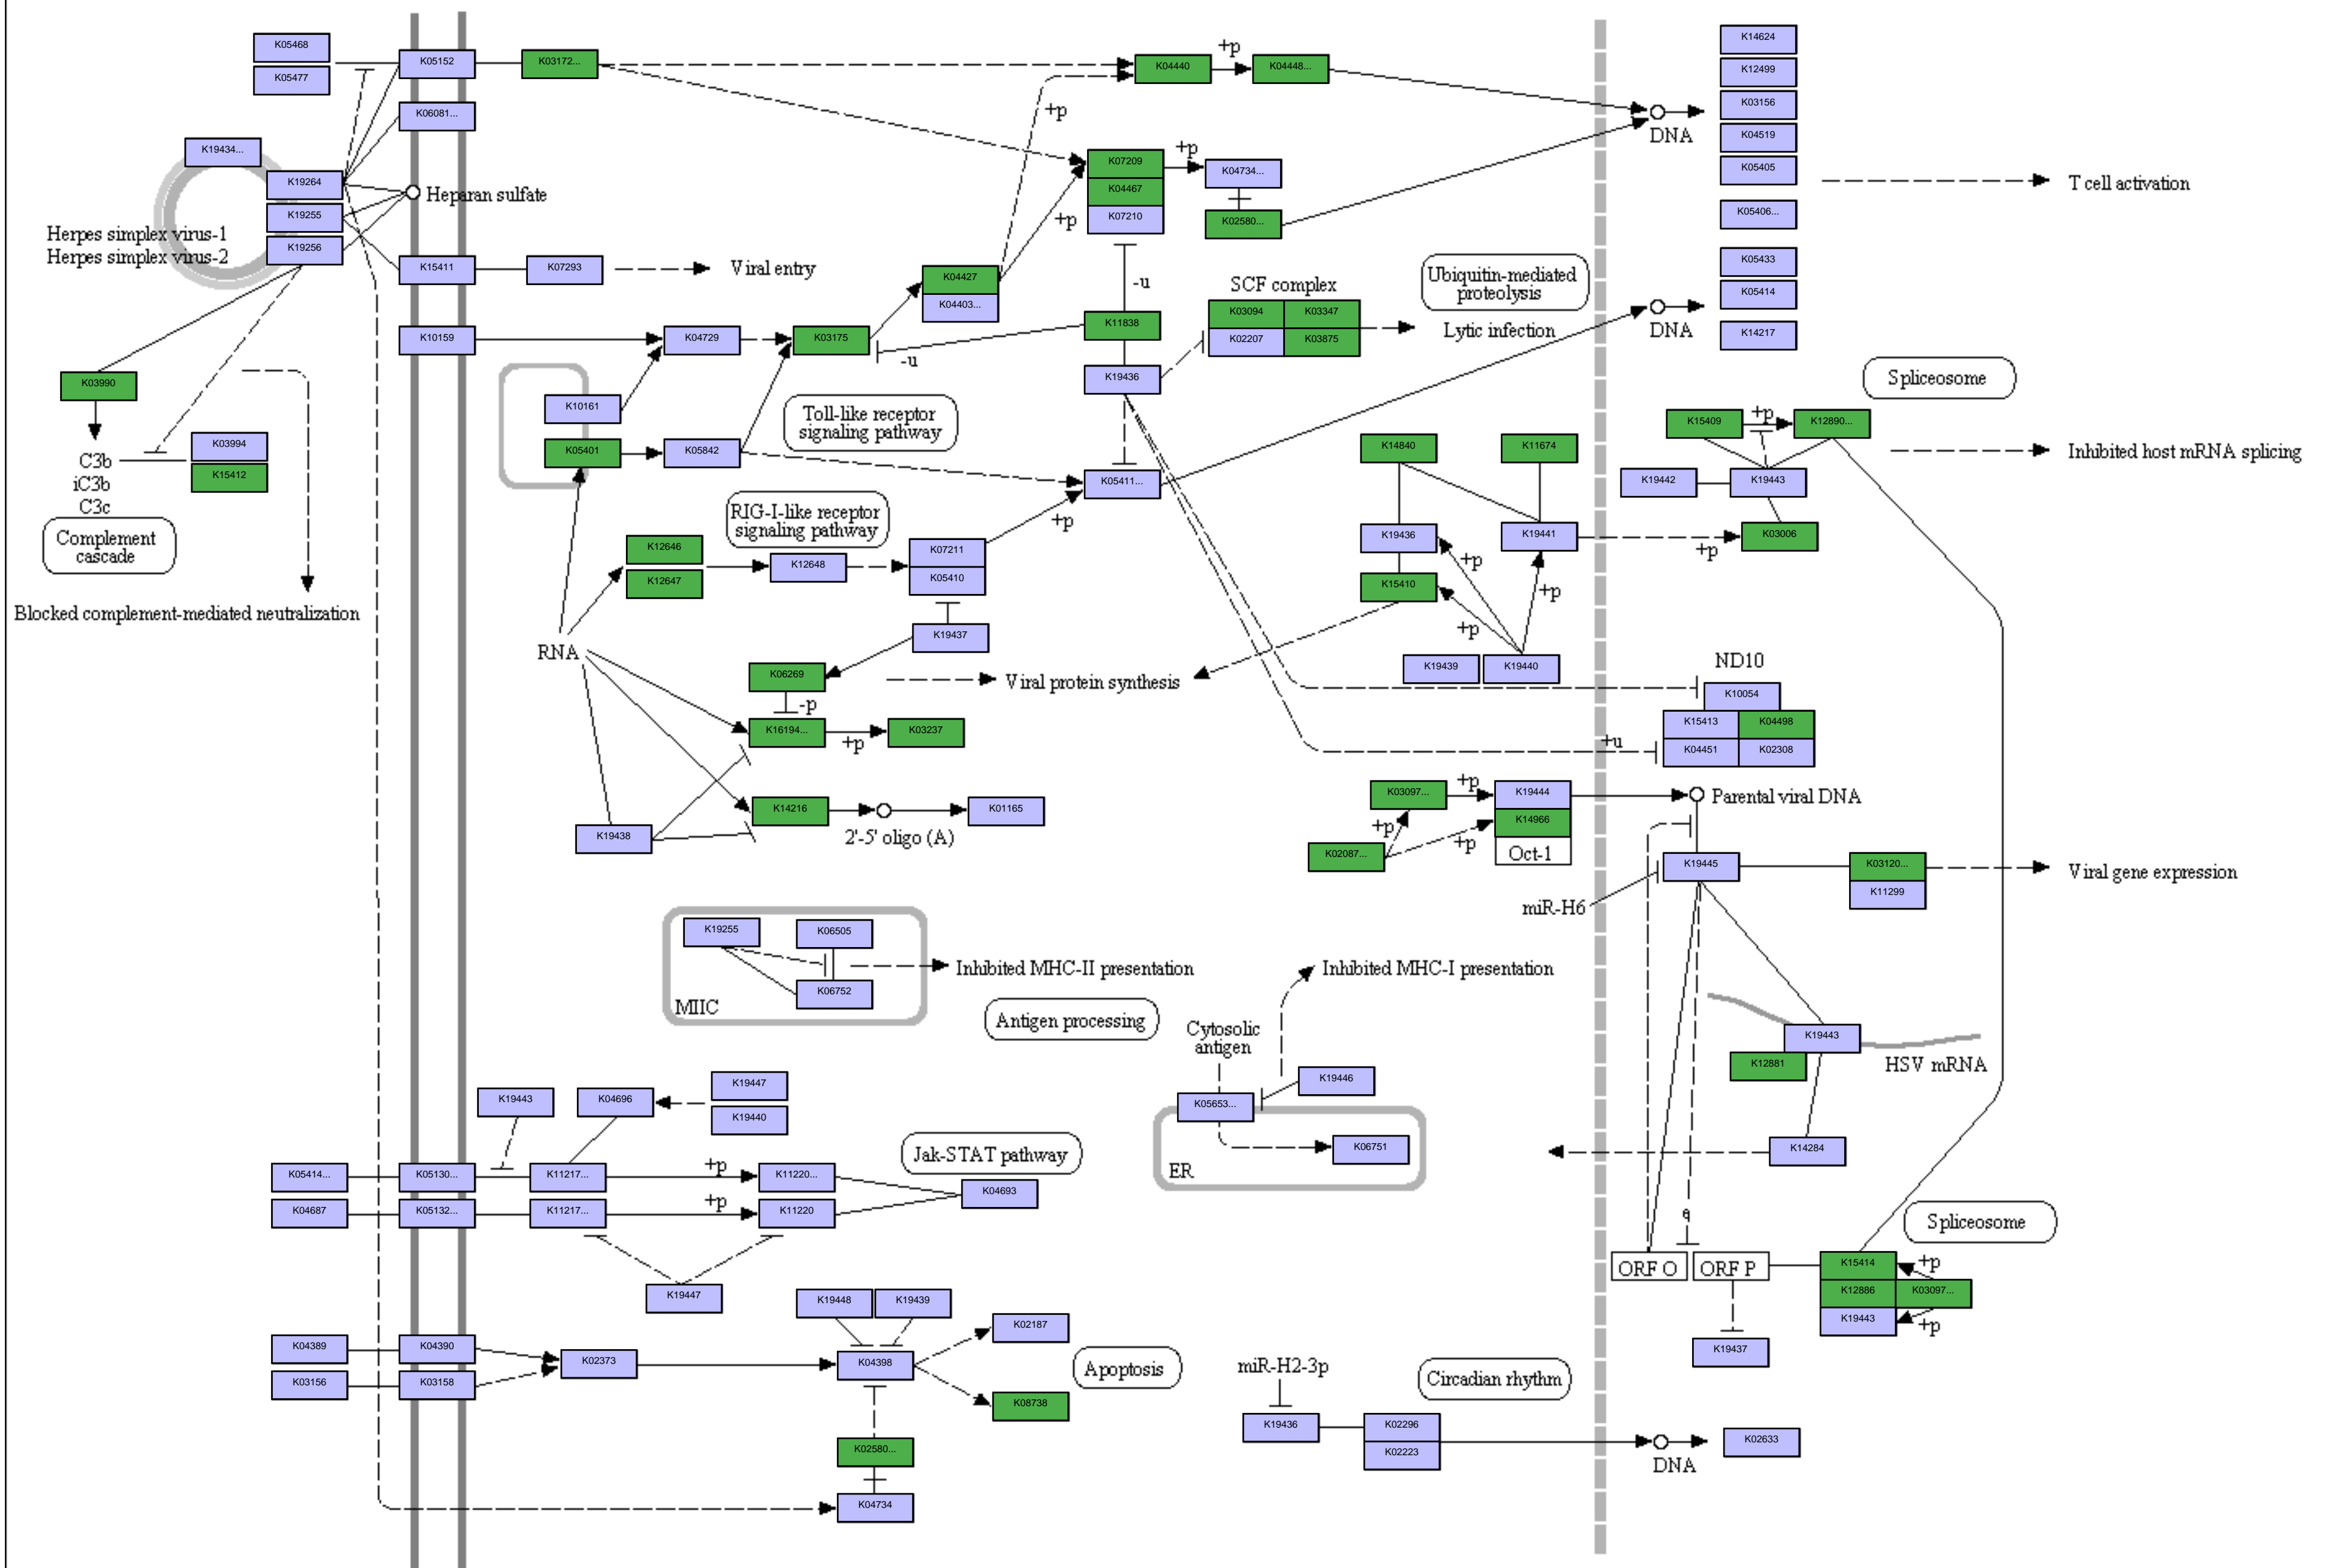 K05468
K05477
K05152
K03172...
K06081...
K19434...
K19264
K19255
K19256
Heparan sulfate
Herpes simplex virus-1
Herpes simplex virus-2
K15411
K07293
Viral entry
K10159
K04729
K03175
K04427
K04403...
K04440
+p
K04448...
+p
K07209
K04467
K07210
+p
K04734...
K02580...
+p
-u
K11838
-u
K19436
SCF complex
K03094
K03347
K02207
K03875
Ubiquitin-mediated
proteolysis
Lytic infection
DNA
DNA
K14624
K12499
K03156
K04519
K05405
K05406...
K05433
K05414
K14217
T cell activation
K03990
C3b
iC3b
C3c
K03994
K15412
Complement
cascade
Blocked complement-mediated neutralization
K10161
K05401
K05842
Toll-like receptor
signaling pathway
K05411...
RIG-I-like receptor
signaling pathway
K12646
K12647
K12648
K07211
K05410
+p
K19437
RNA
K06269
-p
K16194...
+p
K03237
Viral protein synthesis
K14216
2'-5' oligo (A)
K01165
K19438
K14840
K11674
K19436
K19441
K15410
+p
+p
+p
K19439
K19440
+p
Spliceosome
K15409
+p
K12890...
K19442
K19443
K03006
Inhibited host mRNA splicing
ND10
K10054
K15413
K04498
K04451
K02308
+u
K03097...
+p
K19444
K14966
Oct-1
+p
+p
K02087...
Parental viral DNA
K19445
K03120...
K11299
Viral gene expression
miR-H6
K19255
K06505
K06752
MIIC
Inhibited MHC-II presentation
Antigen processing
Inhibited MHC-I presentation
Cytosolic
antigen
K05653...
K19446
K06751
ER
K19443
K12881
HSV mRNA
K14284
K19443
K04696
K19447
K19440
K05414...
K05130...
K11217...
+p
K11220...
K04687
K05132...
K11217...
+p
K11220
K04693
Jak-STAT pathway
K19447
Spliceosome
ORF O
ORF P
K15414
K12886
K03097...
K19443
+p
+p
K19437
K04389
K04390
K03156
K03158
K02373
K19448
K19439
K04398
K02187
K08738
Apoptosis
K02580...
K04734
miR-H2-3p
K19436
K02296
K02223
Circadian rhythm
DNA
K02633